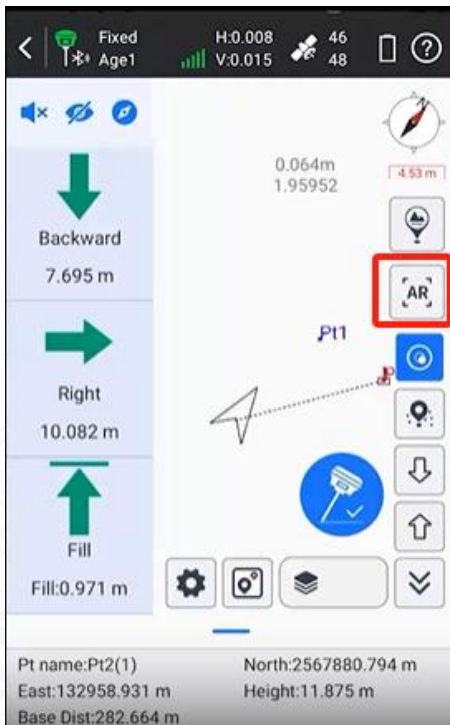 Fixed
Age1
H:0.008
V:0.015
46
48
?
N
0.064m
1.95952
4.53 m
Backward
7.695 m
AR
Pt1
Right
10.082 m
Fill
Fill:0.971 m
Pt name:Pt2(1)
North:2567880.794 m
East:132958.931 m
Height:11.875 m
Base Dist:282.664 m